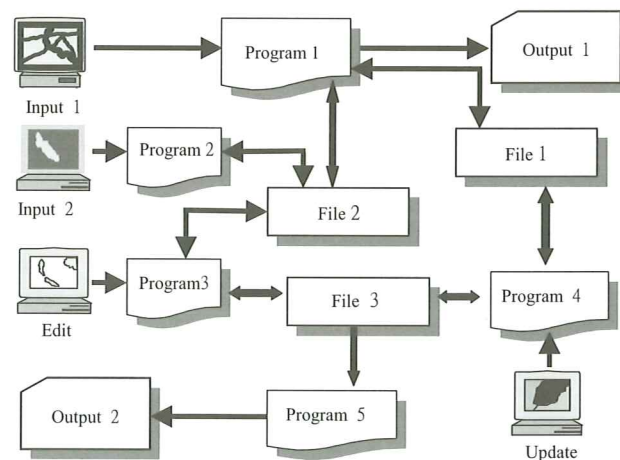 Program 1
Output 1
Input 1
Program 2
File 1
Input 2
File 2
Program3
File 3
Program 4
Edit
Output 2
Program 5
Update